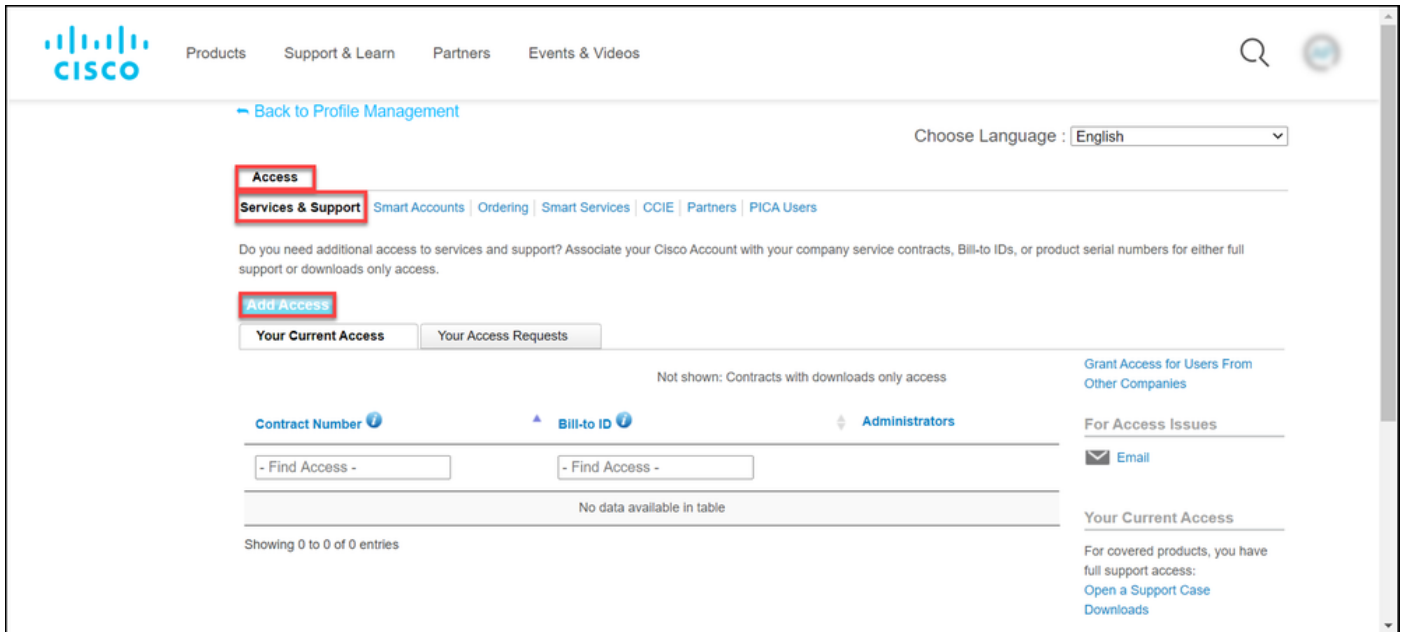 CISCO
Products Support & Learn Partners Events & Videos
Back to Profile Management
Choose Language : English
Access
Services & Support Smart Accounts Ordering Smart Services CCIE Partners PICA Users
Do you need additional access to services and support? Associate your Cisco Account with your company service contracts, Bill-to IDs, or product serial numbers for either full
support or downloads only access.
Add Access
Your Current Access Your Access Requests
Not shown: Contracts with downloads only access
Contract Number Bill-to ID Administrators
- Find Access - - Find Access -
No data available in table
Showing 0 to 0 of 0 entries
Grant Access for Users From
Other Companies
For Access Issues
Email
Your Current Access
For covered products, you have
full support access:
Open a Support Case
Downloads